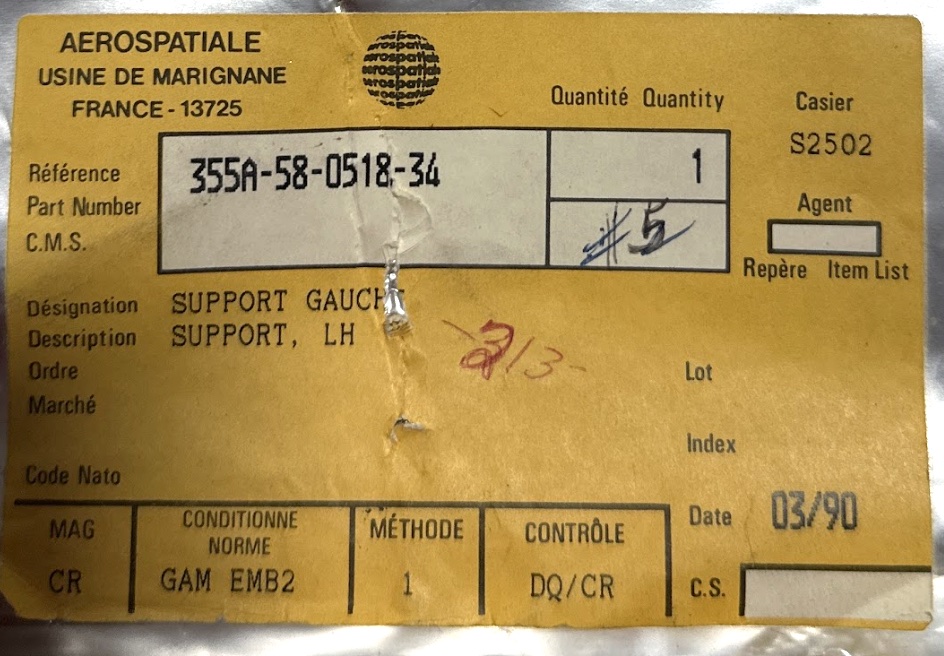 AEROSPATIALE
USINE DE MARIGNANE
FRANCE - 13725
aerospatiale
Quantité Quantity
Casier
S2502
Référence
Part Number
C.M.S.
355A-58-0518-34
1
#5
Agent
Repère Item List
Désignation SUPPORT GAUCH
Description SUPPORT, LH
Ordre
Marché
Lot
Index
Code Nato
Date 03/90
C.S.
MAG
CR
CONDITIONNE
NORME
GAM EMB2
MÉTHODE
1
CONTRÔLE
DQ/CR